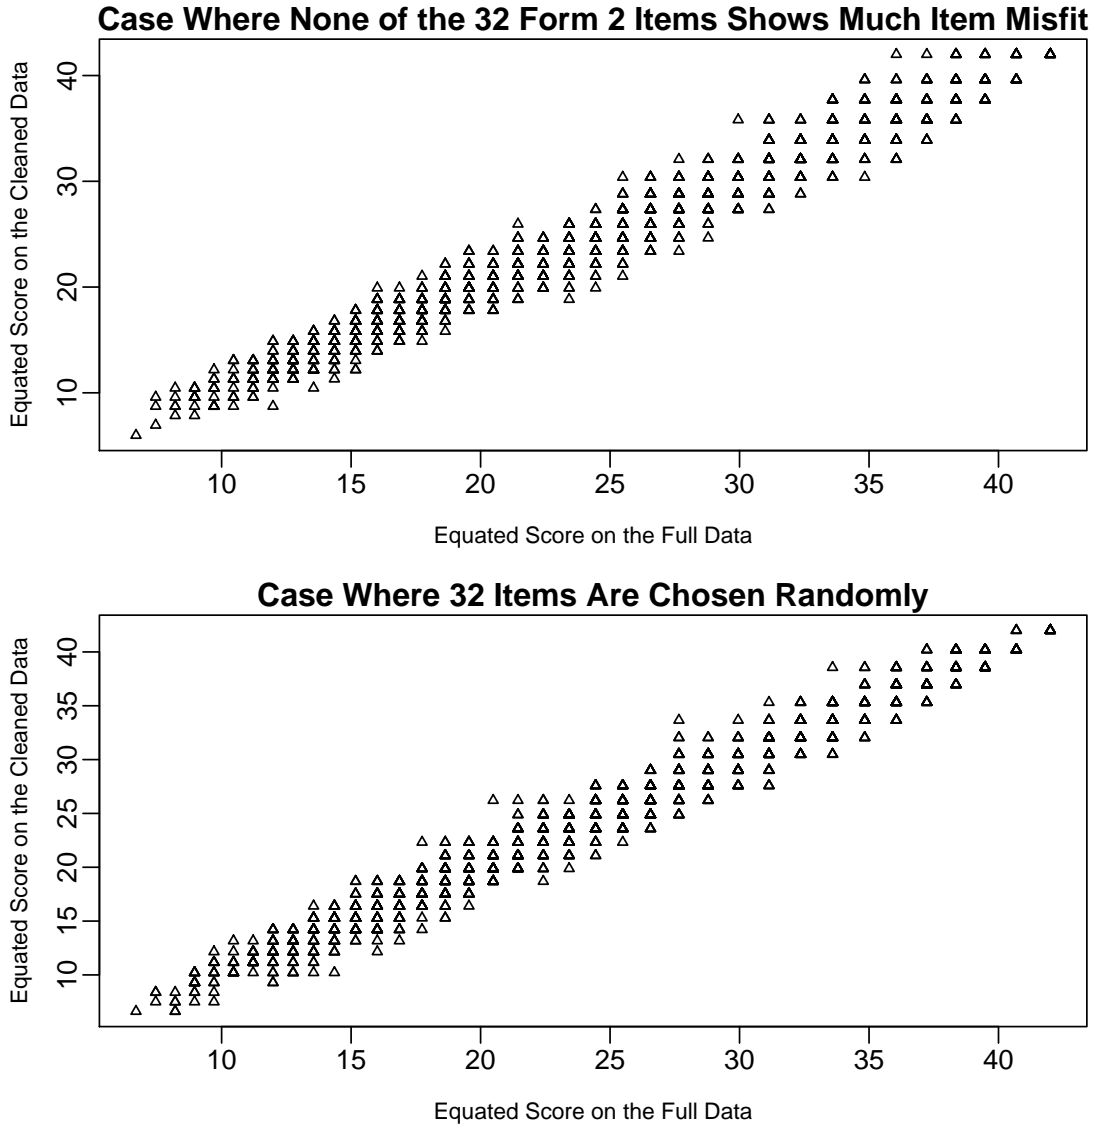 Case Where None of the 32 Form 2 Items Shows Much Item Misfit
Equated Score on the Cleaned Data
40
30
20
10
10 15 20 25 30 35 40
Equated Score on the Full Data
Case Where 32 Items Are Chosen Randomly
Equated Score on the Cleaned Data
40
35
30
25
20
15
10
10 15 20 25 30 35 40
Equated Score on the Full Data